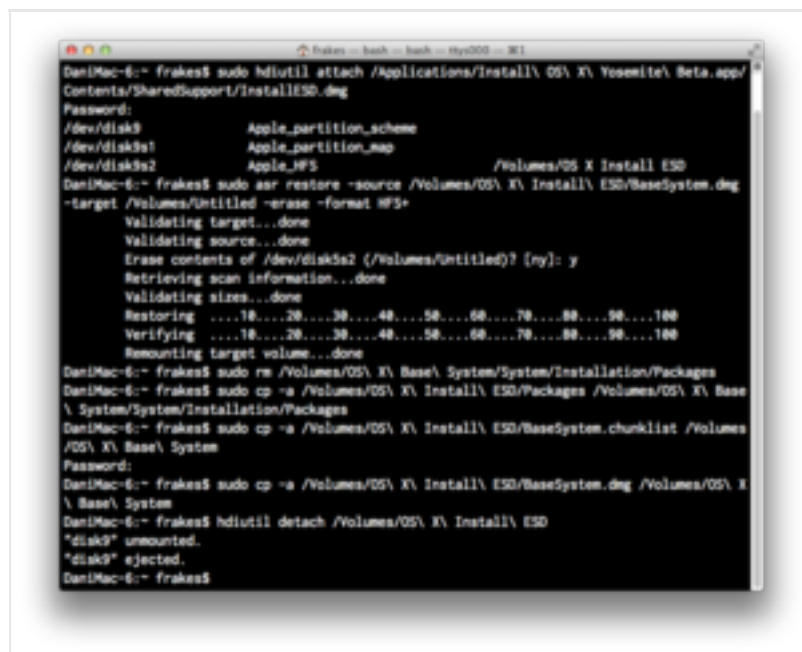 frakes — bash — bash — ttys000 — ⌘1
DaniMac-6:~ frakes$ sudo hdiutil attach /Applications/Install\ OS\ X\ Yosemite\ Beta.app/
Contents/SharedSupport/InstallESD.dmg
Password:
/dev/disk9 Apple_partition_scheme
/dev/disk9s1 Apple_partition_map
/dev/disk9s2 Apple_HFS /Volumes/OS X Install ESD
DaniMac-6:~ frakes$ sudo asr restore -source /Volumes/OS\ X\ Install\ ESD/BaseSystem.dmg
-target /Volumes/Untitled -erase -format HFS+
Validating target...done
Validating source...done
Erase contents of /dev/disk5s2 (/Volumes/Untitled)? [ny]: y
Retrieving scan information...done
Validating sizes...done
Restoring ....10....20....30....40....50....60....70....80....90....100
Verifying ....10....20....30....40....50....60....70....80....90....100
Remounting target volume...done
DaniMac-6:~ frakes$ sudo rm /Volumes/OS\ X\ Base\ System/System/Installation/Packages
DaniMac-6:~ frakes$ sudo cp -a /Volumes/OS\ X\ Install\ ESD/Packages /Volumes/OS\ X\ Base
\ System/System/Installation/Packages
DaniMac-6:~ frakes$ sudo cp -a /Volumes/OS\ X\ Install\ ESD/BaseSystem.chunklist /Volumes
/OS\ X\ Base\ System
Password:
DaniMac-6:~ frakes$ sudo cp -a /Volumes/OS\ X\ Install\ ESD/BaseSystem.dmg /Volumes/OS\ X
\ Base\ System
DaniMac-6:~ frakes$ hdiutil detach /Volumes/OS\ X\ Install\ ESD
"disk9" unmounted.
"disk9" ejected.
DaniMac-6:~ frakes$